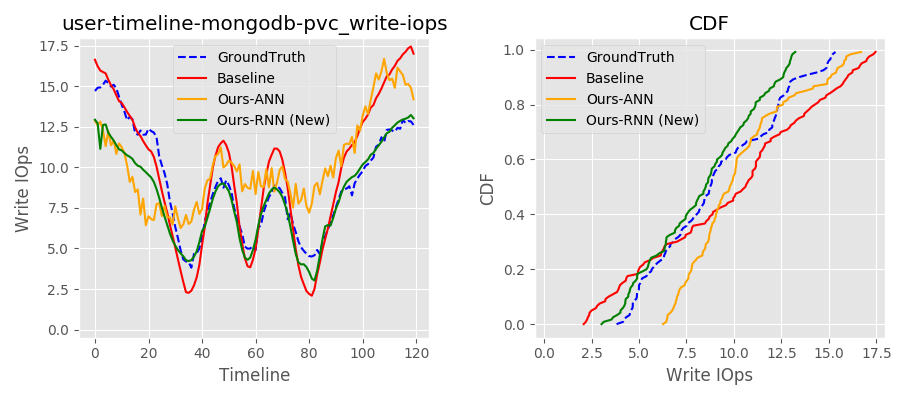 user-timeline-mongodb-pvc_write-iops
GroundTruth
Baseline
Ours-ANN
Ours-RNN (New)
Write IOps
17.5
15.0
12.5
10.0
7.5
5.0
2.5
0.0
0 20 40 60 80 100 120
Timeline
CDF
GroundTruth
Baseline
Ours-ANN
Ours-RNN (New)
CDF
1.0
0.8
0.6
0.4
0.2
0.0
0.0 2.5 5.0 7.5 10.0 12.5 15.0 17.5
Write IOps